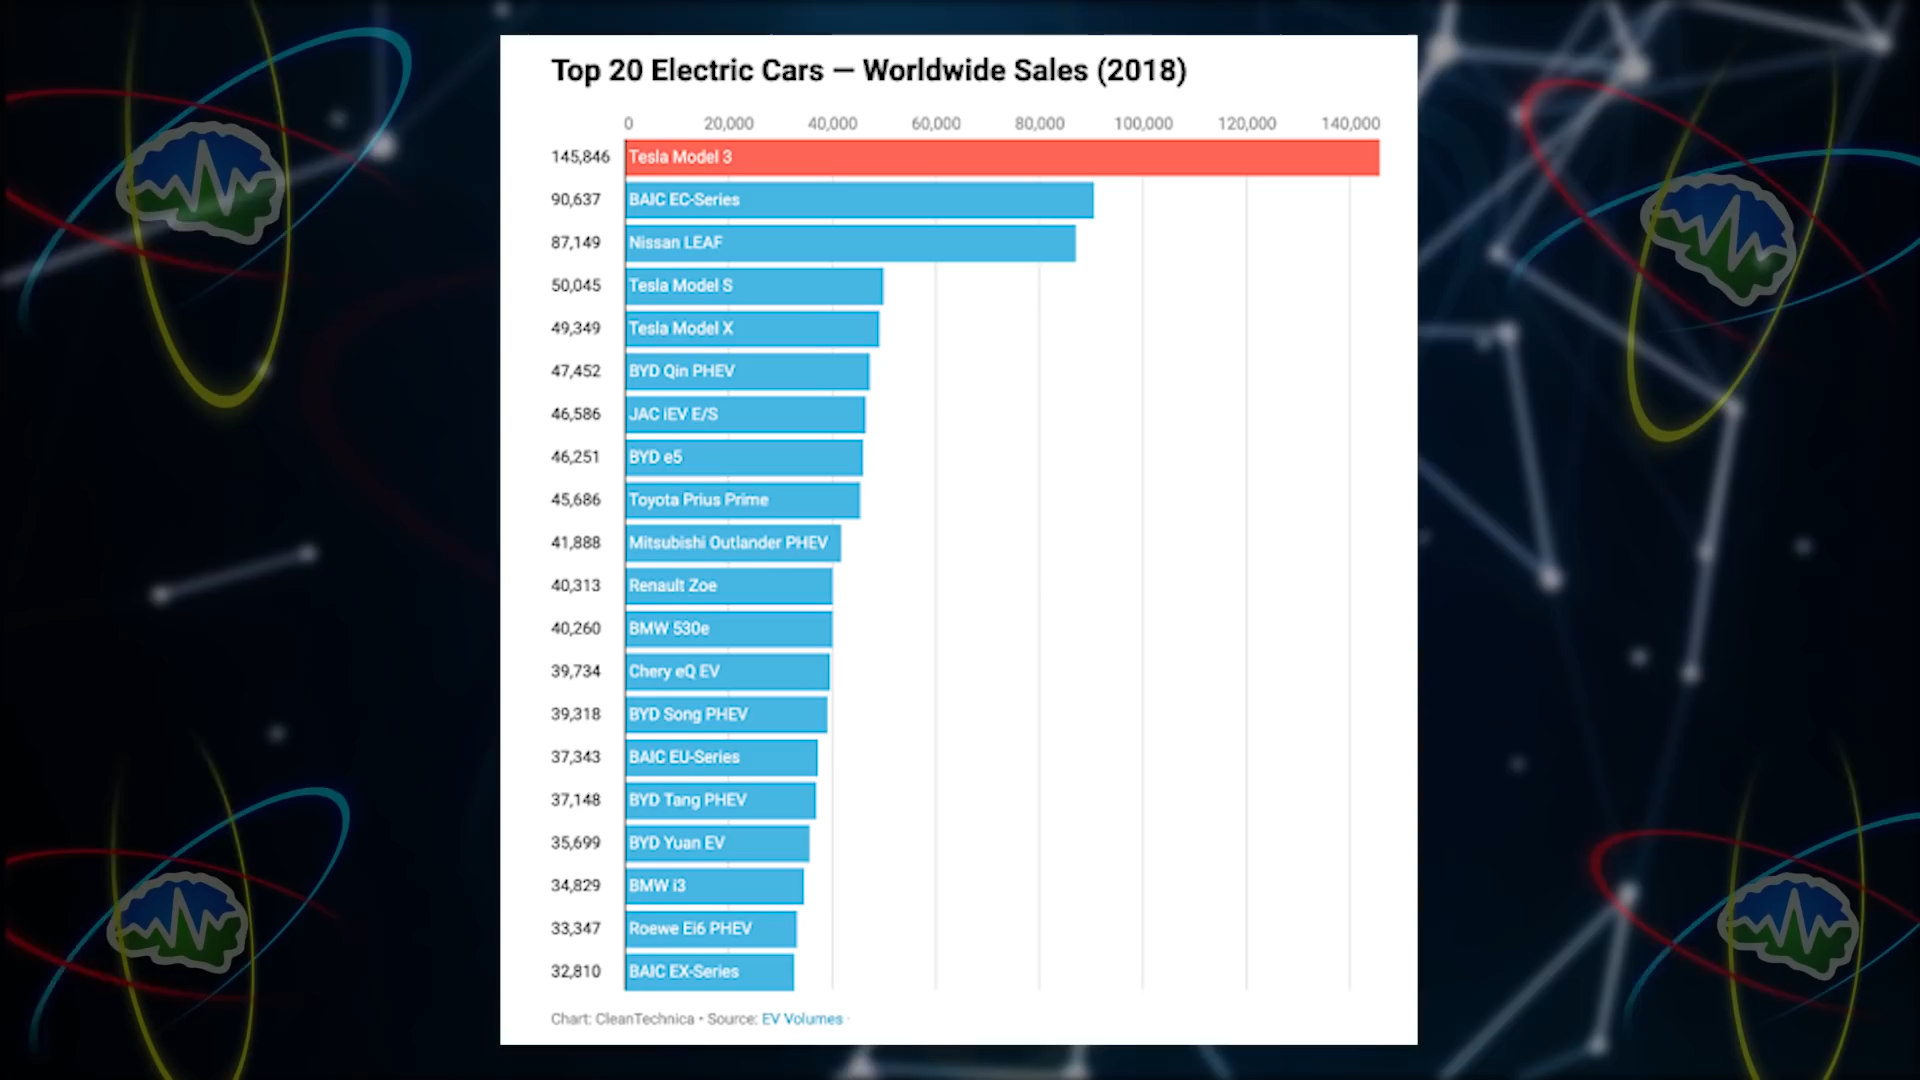 Top 20 Electric Cars — Worldwide Sales (2018)
0 20,000 40,000 60,000 80,000 100,000 120,000 140,000
145,846 Tesla Model 3
90,637 BAIC EC-Series
87,149 Nissan LEAF
50,045 Tesla Model S
49,349 Tesla Model X
47,452 BYD Qin PHEV
46,586 JAC iEV E/S
46,251 BYD e5
45,686 Toyota Prius Prime
41,888 Mitsubishi Outlander PHEV
40,313 Renault Zoe
40,260 BMW 530e
39,734 Chery eQ EV
39,318 BYD Song PHEV
37,343 BAIC EU-Series
37,148 BYD Tang PHEV
35,699 BYD Yuan EV
34,829 BMW i3
33,347 Roewe Ei6 PHEV
32,810 BAIC EX-Series
Chart: CleanTechnica • Source: EV Volumes